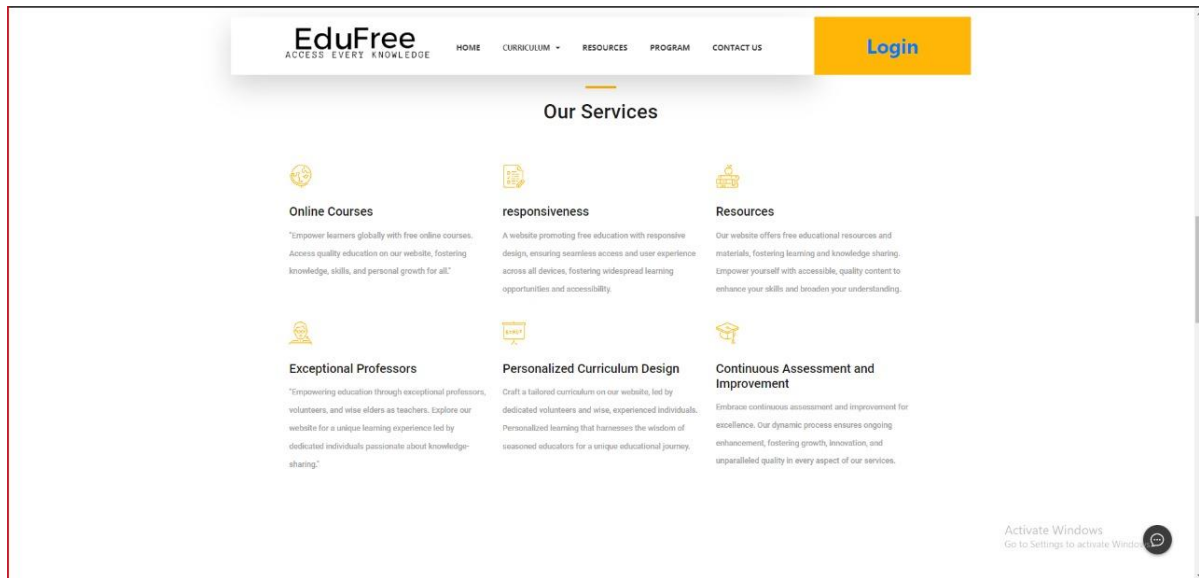 EduFree
ACCESS EVERY KNOWLEDGE
HOME
CURRICULUM
RESOURCES
PROGRAM
CONTACT US
Login
Our Services
Online Courses
"Empower learners globally with free online courses.
Access quality education on our website, fostering
knowledge, skills, and personal growth for all."
responsiveness
A website promoting free education with responsive
design, ensuring seamless access and user experience
across all devices, fostering widespread learning
opportunities and accessibility.
Resources
Our website offers free educational resources and
materials, fostering learning and knowledge sharing.
Empower yourself with accessible, quality content to
enhance your skills and broaden your understanding.
Exceptional Professors
"Empowering education through exceptional professors,
volunteers, and wise elders as teachers. Explore our
website for a unique learning experience led by
dedicated individuals passionate about knowledge-
sharing."
Personalized Curriculum Design
Craft a tailored curriculum on our website, led by
dedicated volunteers and wise, experienced individuals.
Personalized learning that harnesses the wisdom of
seasoned educators for a unique educational journey.
Continuous Assessment and
Improvement
Embrace continuous assessment and improvement for
excellence. Our dynamic process ensures ongoing
enhancement, fostering growth, innovation, and
unparalleled quality in every aspect of our services.
Activate Windows
Go to Settings to activate Windo